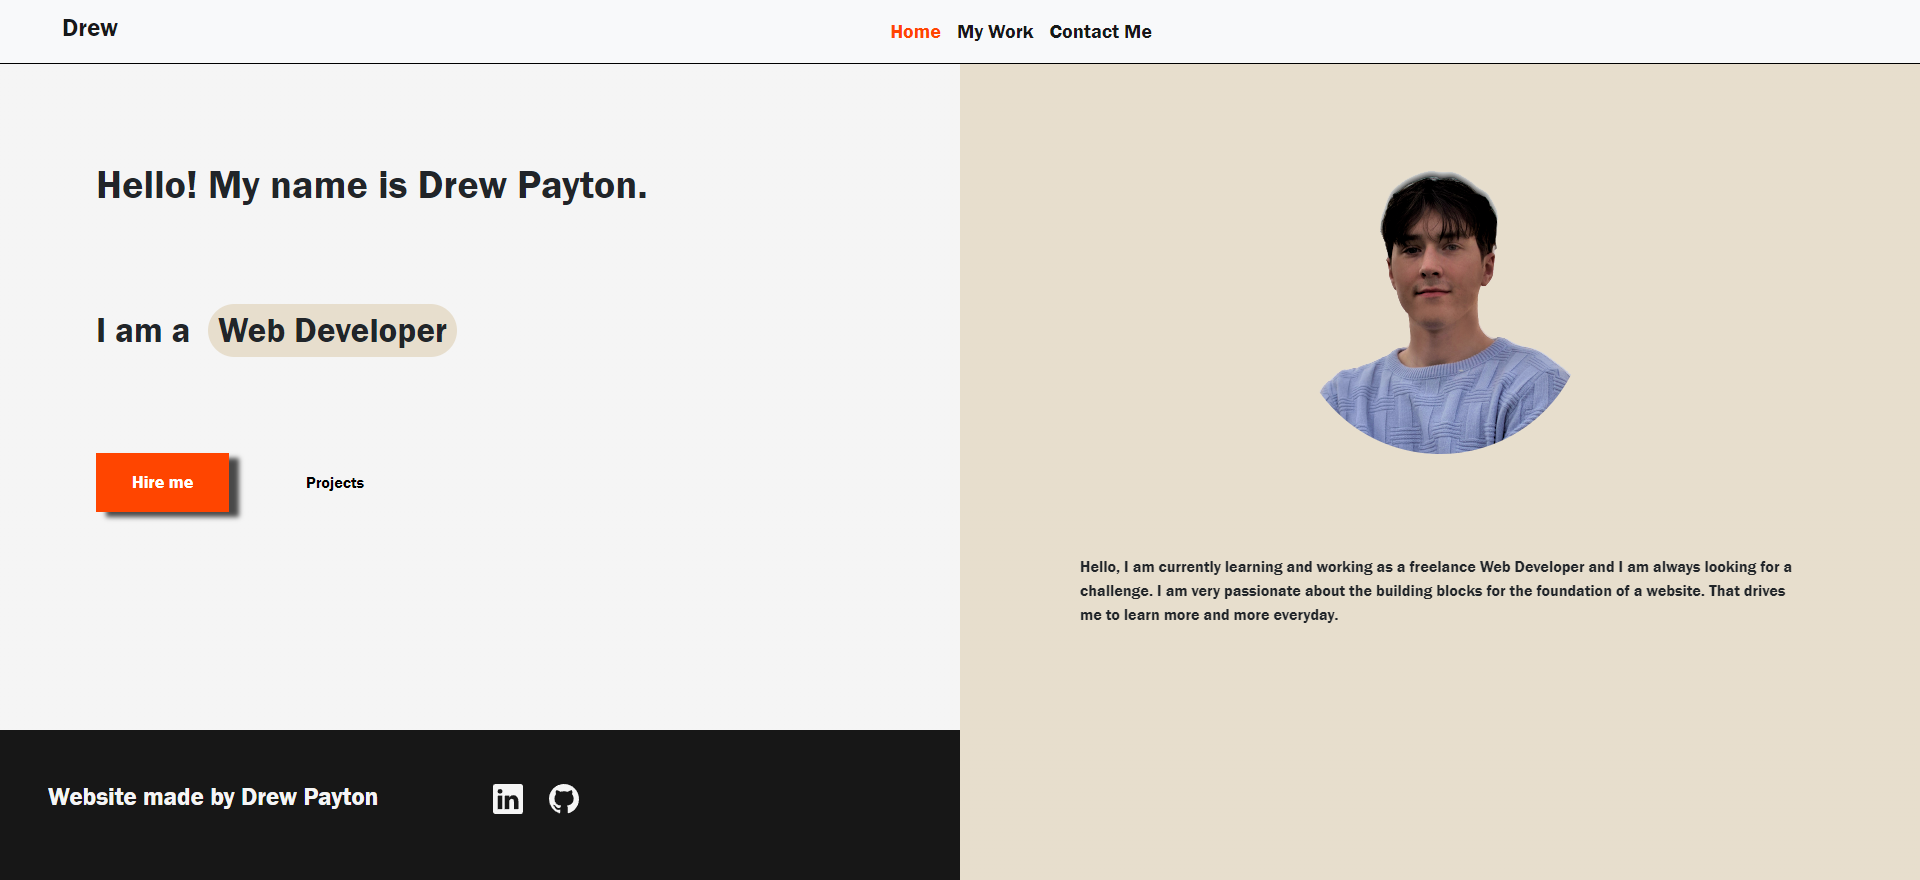 Drew
Home My Work Contact Me
Hello! My name is Drew Payton.
I am a Web Developer
Hire me
Projects
Hello, I am currently learning and working as a freelance Web Developer and I am always looking for a
challenge. I am very passionate about the building blocks for the foundation of a website. That drives
me to learn more and more everyday.
Website made by Drew Payton
in